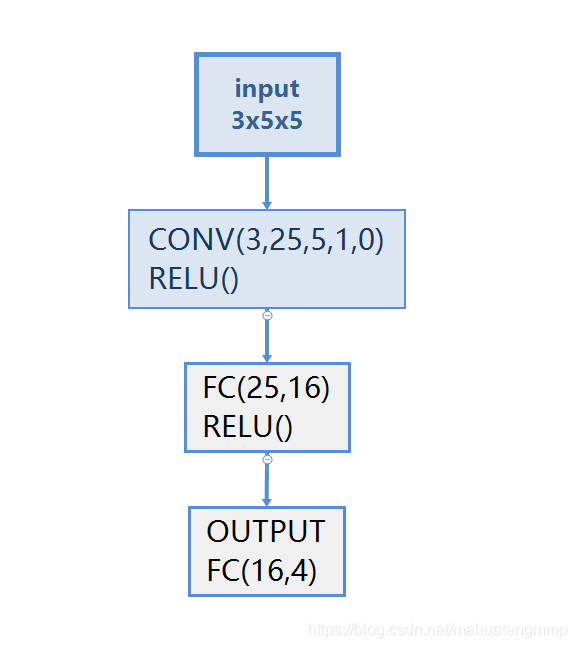 input
3x5x5
CONV(3,25,5,1,0)
RELU()
FC(25,16)
RELU()
OUTPUT
FC(16,4)
https://blog.csdn.net/mahuatengmmp